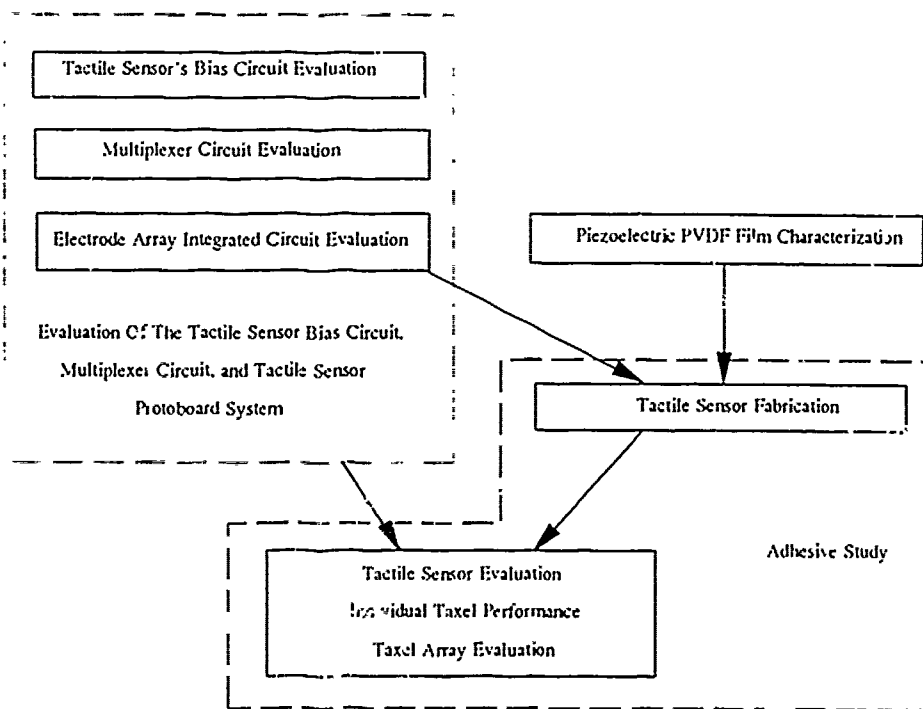 Tactile Sensor's Bias Circuit Evaluation
Multiplexer Circuit Evaluation
Electrode Array Integrated Circuit Evaluation
Evaluation Of The Tactile Sensor Bias Circuit,
Multiplexer Circuit, and Tactile Sensor
Protoboard System
Piezoelectric PVDF Film Characterization
Tactile Sensor Fabrication
Adhesive Study
Tactile Sensor Evaluation
Individual Taxel Performance
Taxel Array Evaluation